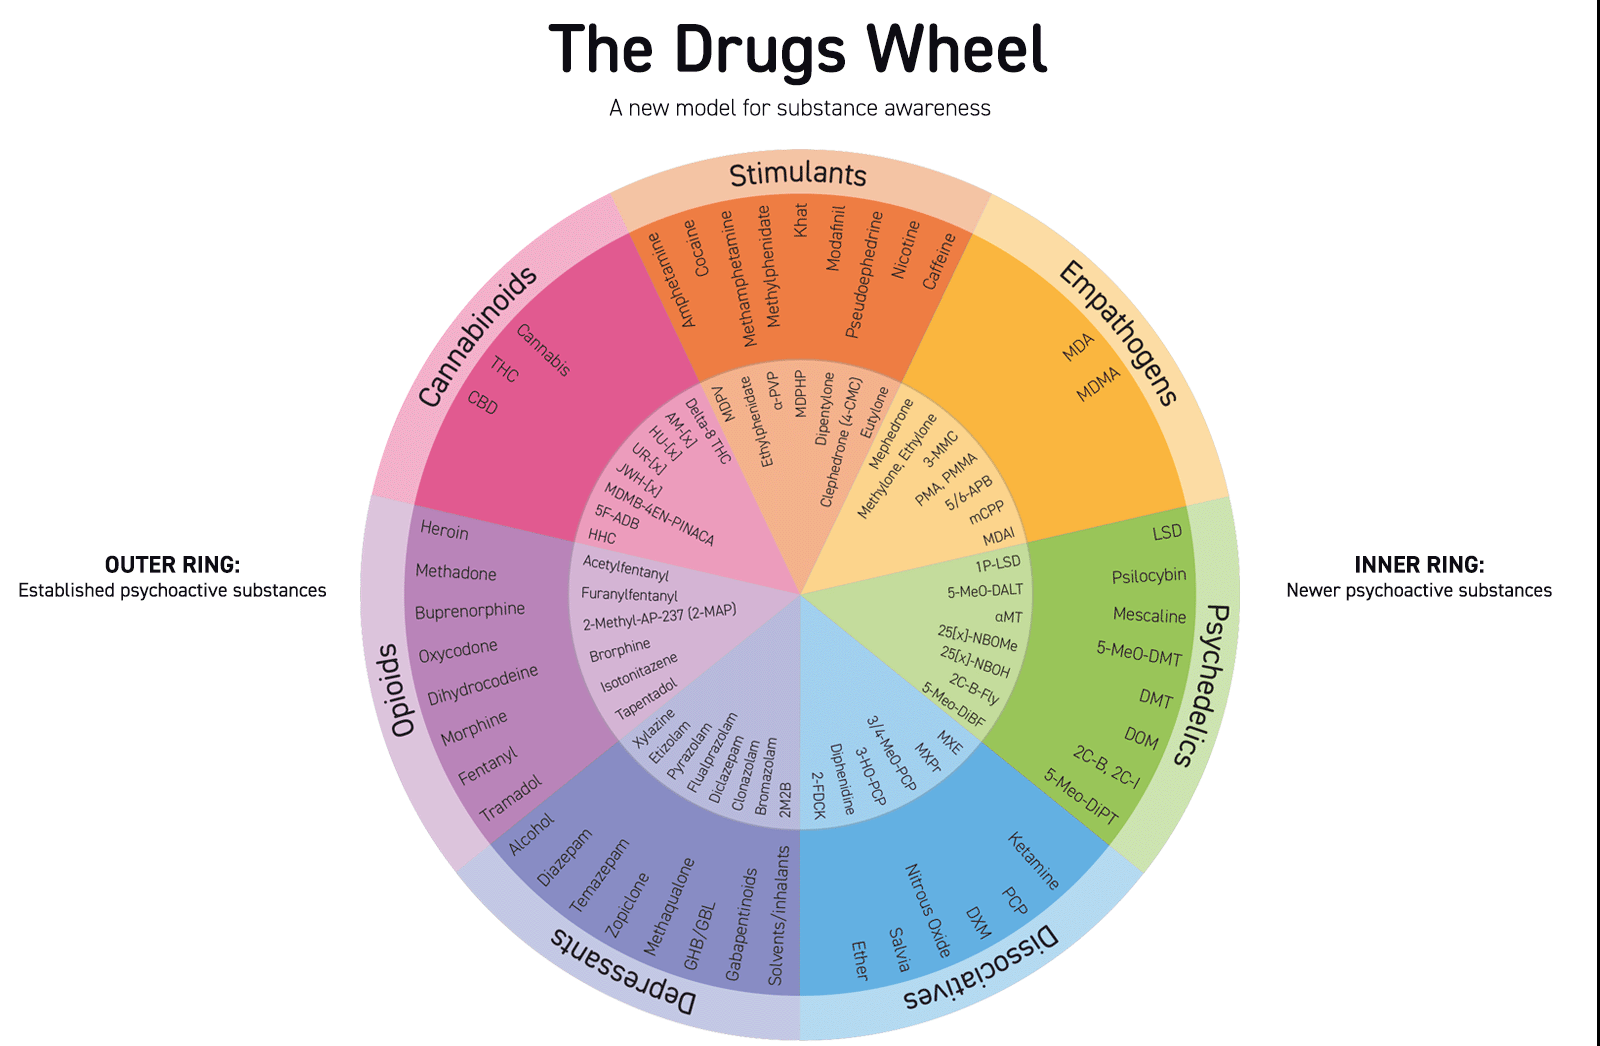 The Drugs Wheel
A new model for substance awareness
OUTER RING:
Established psychoactive substances
INNER RING:
Newer psychoactive substances
Stimulants
Amphetamine
Cocaine
Methamphetamine
Methylphenidate
Khat
Modafinil
Pseudoephedrine
Nicotine
Caffeine
MDPV
Ethylphenidate
α-PVP
MDPHP
Dipentylone
Clephedrone (4-CMC)
Eutylone
Empathogens
MDA
MDMA
Mephedrone
Methylone, Ethylone
3-MMC
PMA, PMMA
5/6-APB
mCPP
MDAI
Psychedelics
LSD
Psilocybin
Mescaline
5-MeO-DMT
DMT
DOM
2C-B, 2C-I
5-Meo-DiPT
1P-LSD
5-MeO-DALT
αMT
25[x]-NBOMe
25[x]-NBOH
2C-B-Fly
5-Meo-DiBF
Dissociatives
Ketamine
PCP
DXM
Nitrous Oxide
Salvia
Ether
MXE
MXPr
3/4-MeO-PCP
3-HO-PCP
Diphenidine
2-FDCK
Depressants
Alcohol
Diazepam
Temazepam
Zopiclone
Methaqualone
GHB/GBL
Gabapentinoids
Solvents/inhalants
Xylazine
Etizolam
Pyrazolam
Flualprazolam
Diclazepam
Clonazolam
Bromazolam
2M2B
Opioids
Heroin
Methadone
Buprenorphine
Oxycodone
Dihydrocodeine
Morphine
Fentanyl
Tramadol
Acetylfentanyl
Furanylfentanyl
2-Methyl-AP-237 (2-MAP)
Brorphine
Isotonitazene
Tapentadol
Cannabinoids
Cannabis
THC
CBD
Delta-8 THC
AM-[x]
HU-[x]
UR-[x]
JWH-[x]
MDMB-4EN-PINACA
5F-ADB
HHC